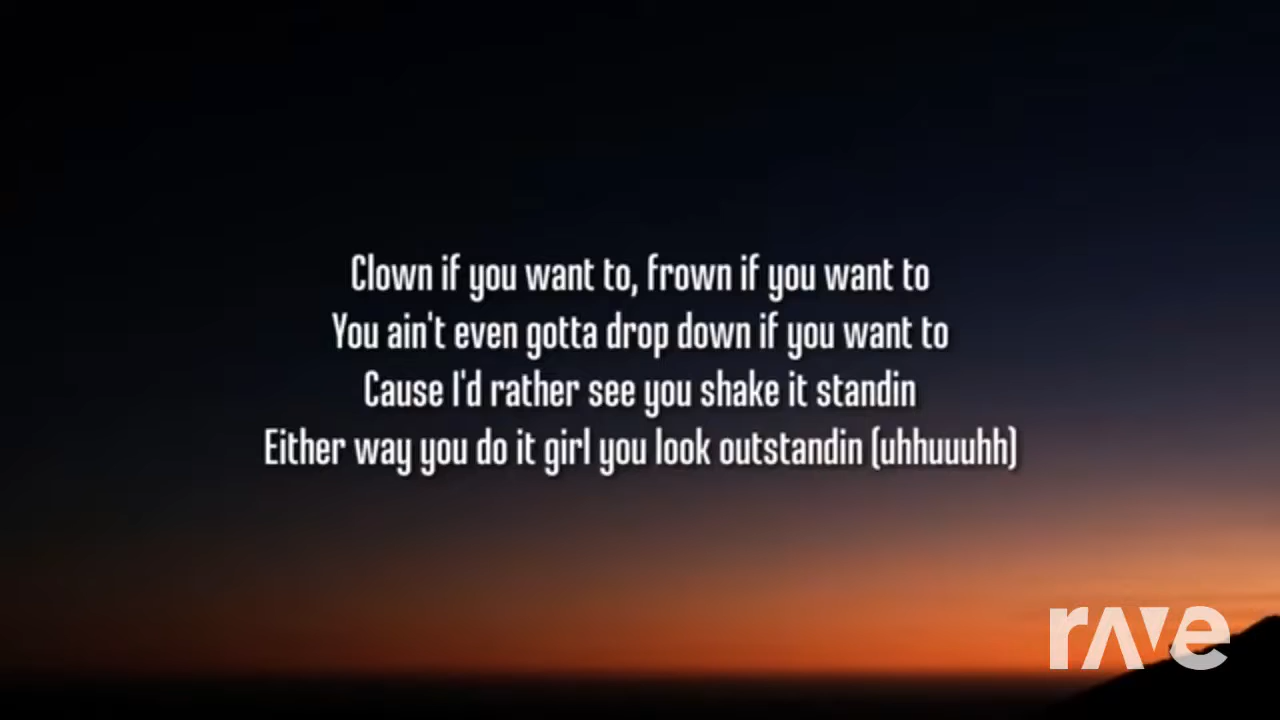 Clown if you want to, frown if you want to
You ain't even gotta drop down if you want to
Cause I'd rather see you shake it standin
Either way you do it girl you look outstandin (uhhuuuhh)
rave